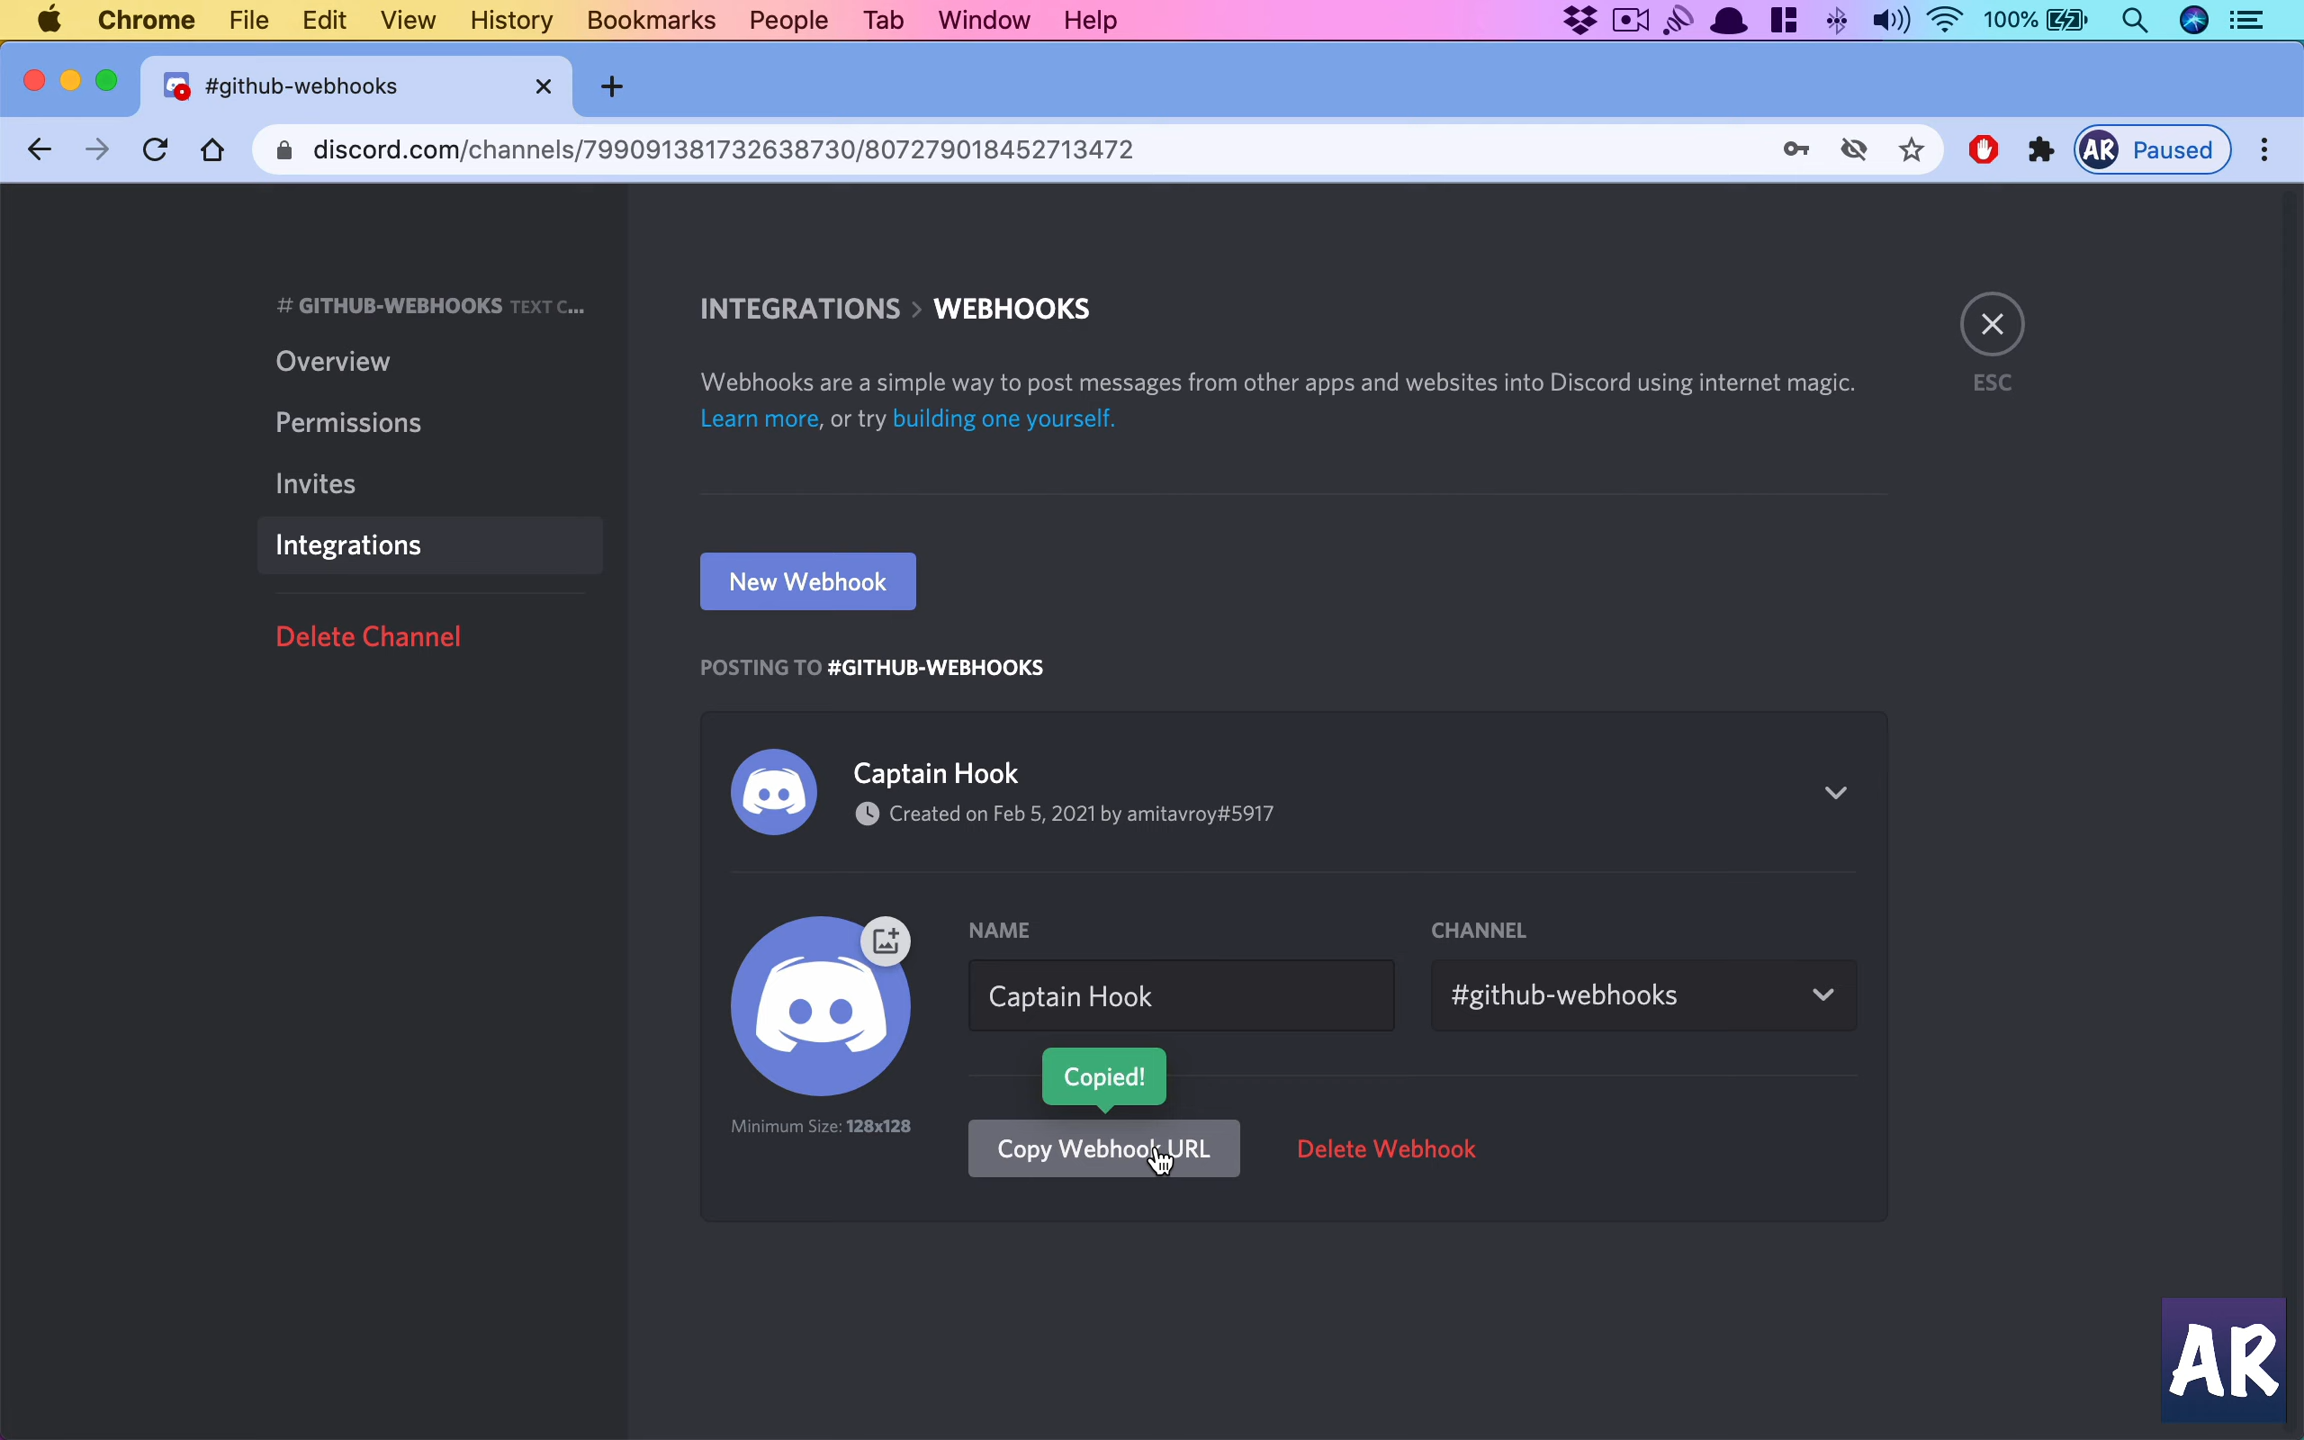 Chrome File Edit View History Bookmarks People Tab Window Help 100%
#github-webhooks
discord.com/channels/799091381732638730/807279018452713472 AR Paused
# GITHUB-WEBHOOKS TEXT C...
Overview
Permissions
Invites
Integrations
Delete Channel
INTEGRATIONS > WEBHOOKS
ESC
Webhooks are a simple way to post messages from other apps and websites into Discord using internet magic.
Learn more, or try building one yourself.
New Webhook
POSTING TO #GITHUB-WEBHOOKS
Captain Hook
Created on Feb 5, 2021 by amitavroy#5917
NAME
CHANNEL
Captain Hook
#github-webhooks
Copied!
Minimum Size: 128x128
Copy Webhook URL
Delete Webhook
AR